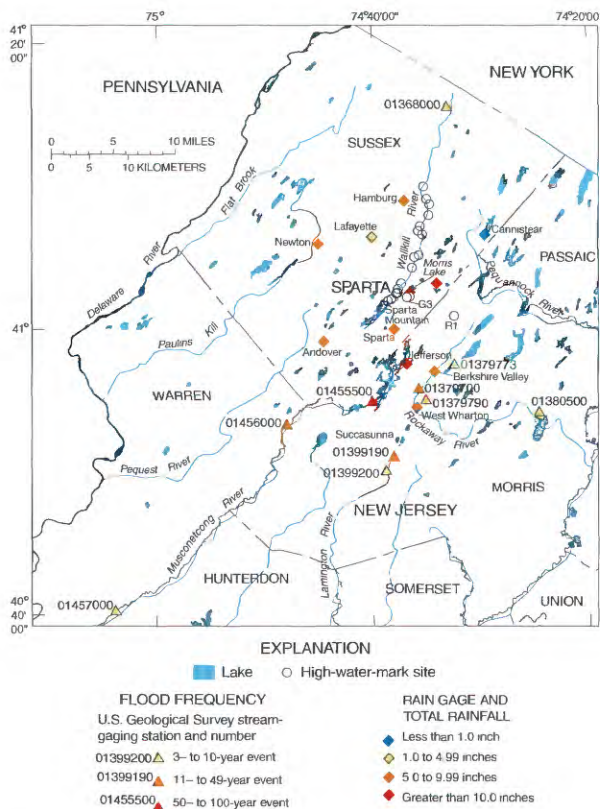 75° 74°40'00" 74°20'00"
41°
20'
00"
PENNSYLVANIA
NEW YORK
01368000
0 5 10 MILES
0 5 10 KILOMETERS
SUSSEX
Flat Brook
Hamburg
River
Lafayette
Wallkill
Cannistear
Newton
Morris
Lake
PASSAIC
Delaware River
SPARTA
Pequannock River
G3
Sparta
Mountain
R1
41°
Paulins Kill
Sparta
Andover
Jefferson
01379773
Berkshire Valley
WARREN
01455500
01379700
01379790
01380500
01456000
West Wharton
Rockaway River
Succasunna
01399190
Pequest River
01399200
MORRIS
Musconetcong River
NEW JERSEY
Lamington River
HUNTERDON
SOMERSET
01457000
UNION
40°
40'
00"
EXPLANATION
Lake High-water-mark site
FLOOD FREQUENCY
U.S. Geological Survey stream-
gaging station and number
01399200 3– to 10-year event
01399190 11– to 49-year event
01455500 50– to 100-year event
RAIN GAGE AND
TOTAL RAINFALL
Less than 1.0 inch
1.0 to 4.99 inches
5.0 to 9.99 inches
Greater than 10.0 inches